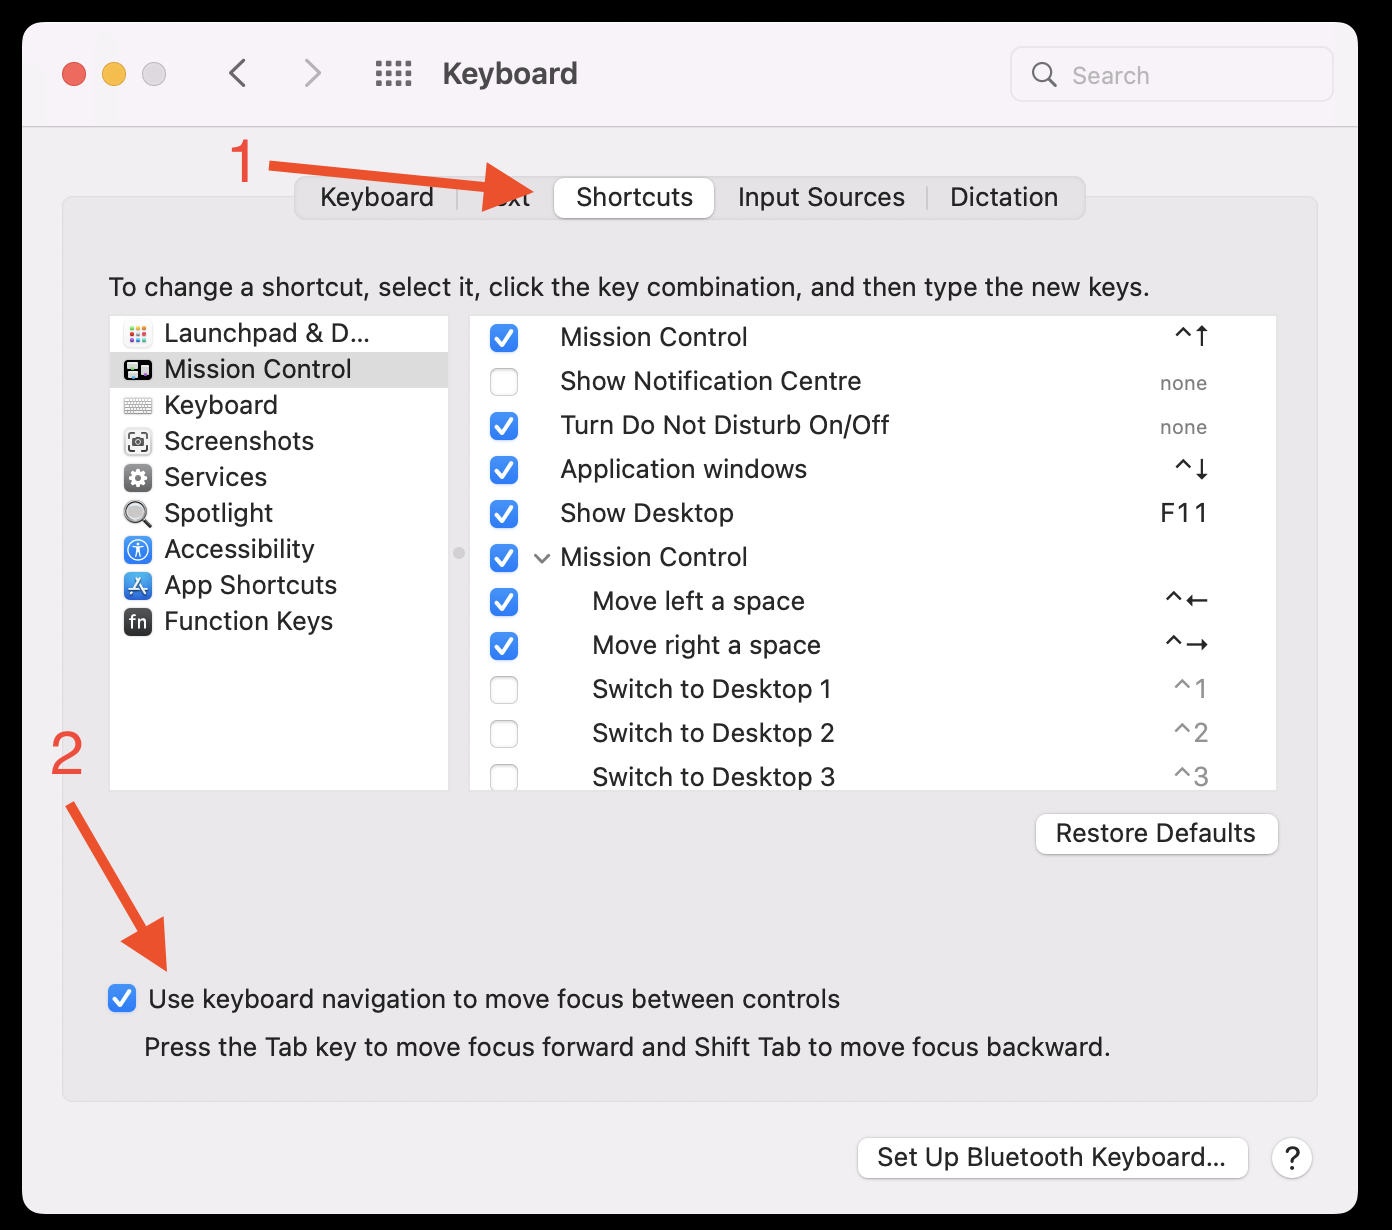 Keyboard
Search
1
Keyboard
Shortcuts
Input Sources
Dictation
To change a shortcut, select it, click the key combination, and then type the new keys.
Launchpad & D...
Mission Control
Keyboard
Screenshots
Services
Spotlight
Accessibility
App Shortcuts
fn Function Keys
Mission Control ^↑
Show Notification Centre none
Turn Do Not Disturb On/Off none
Application windows ^↓
Show Desktop F11
Mission Control
Move left a space ^←
Move right a space ^→
Switch to Desktop 1 ^1
Switch to Desktop 2 ^2
Switch to Desktop 3 ^3
2
Restore Defaults
Use keyboard navigation to move focus between controls
Press the Tab key to move focus forward and Shift Tab to move focus backward.
Set Up Bluetooth Keyboard...
?